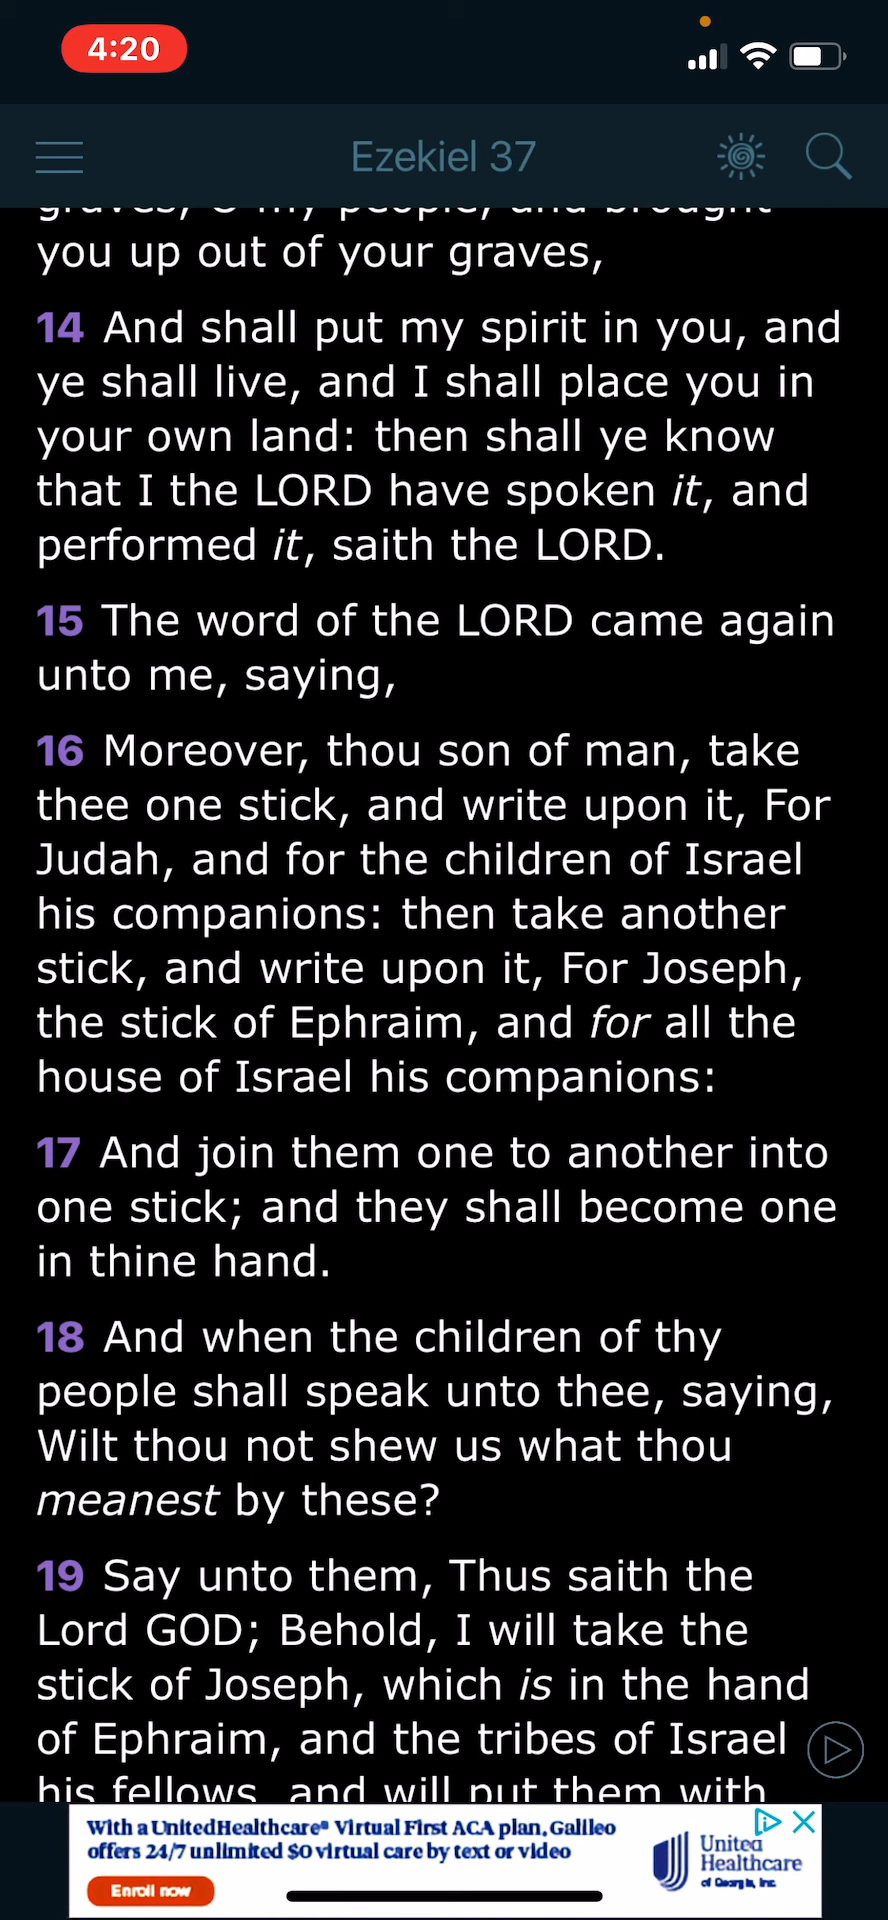 4:20
Ezekiel 37
graves, O my people, and brought
you up out of your graves,
14 And shall put my spirit in you, and
ye shall live, and I shall place you in
your own land: then shall ye know
that I the LORD have spoken it, and
performed it, saith the LORD.
15 The word of the LORD came again
unto me, saying,
16 Moreover, thou son of man, take
thee one stick, and write upon it, For
Judah, and for the children of Israel
his companions: then take another
stick, and write upon it, For Joseph,
the stick of Ephraim, and for all the
house of Israel his companions:
17 And join them one to another into
one stick; and they shall become one
in thine hand.
18 And when the children of thy
people shall speak unto thee, saying,
Wilt thou not shew us what thou
meanest by these?
19 Say unto them, Thus saith the
Lord GOD; Behold, I will take the
stick of Joseph, which is in the hand
of Ephraim, and the tribes of Israel
his fellows, and will put them with
With a UnitedHealthcare® Virtual First ACA plan, Galileo
offers 24/7 unlimited $0 virtual care by text or video
Enroll now
United
Healthcare
of Georgia, Inc.